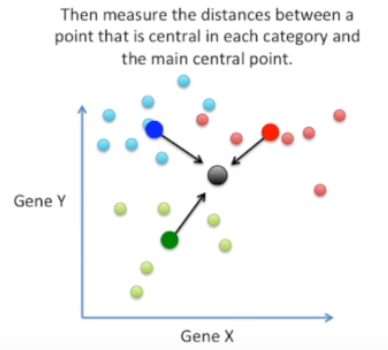 Then measure the distances between a
point that is central in each category and
the main central point.
Gene Y
Gene X